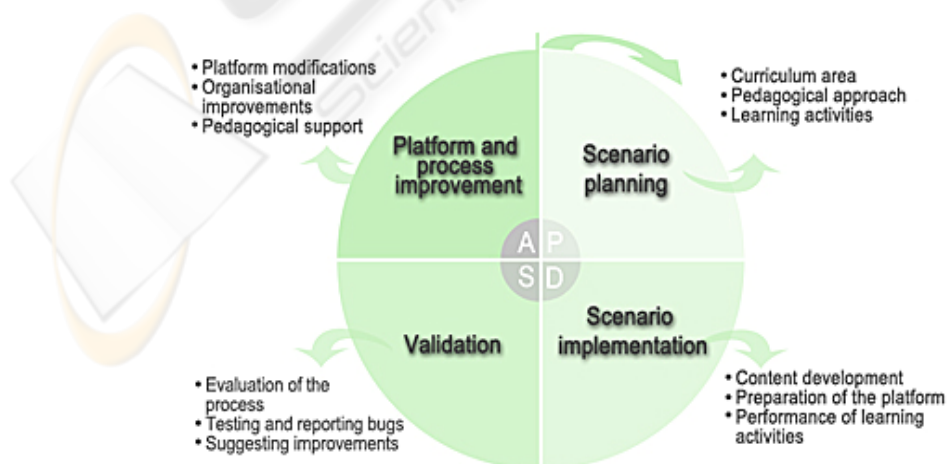 • Platform modifications
• Organisational
improvements
• Pedagogical support
• Curriculum area
• Pedagogical approach
• Learning activities
Platform and
process
improvement
Scenario
planning
A P
S D
Validation
Scenario
implementation
• Evaluation of the
process
• Testing and reporting bugs
• Suggesting improvements
• Content development
• Preparation of the platform
• Performance of learning
activities